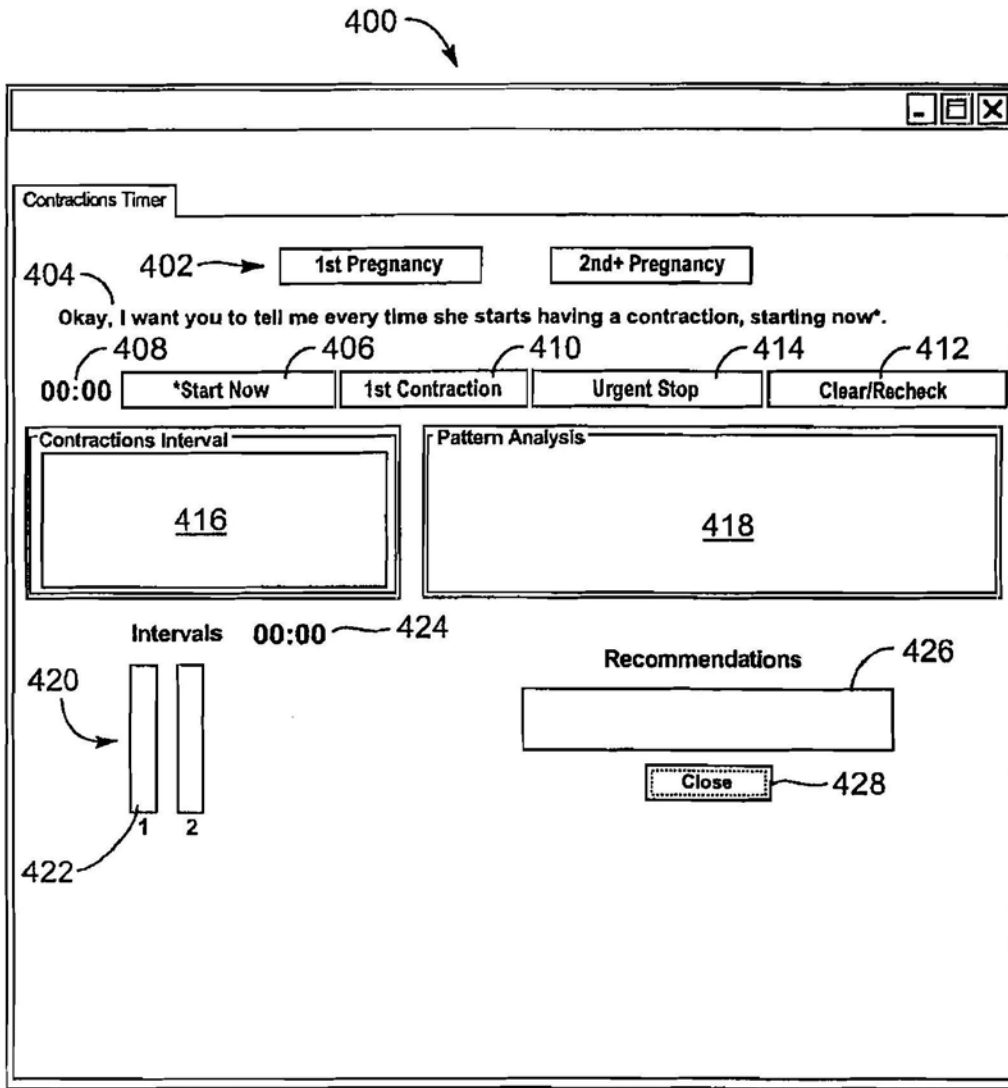 400
Contractions Timer
402 1st Pregnancy 2nd+ Pregnancy
404
Okay, I want you to tell me every time she starts having a contraction, starting now*.
408 406 410 414 412
00:00 *Start Now 1st Contraction Urgent Stop Clear/Recheck
Contractions Interval Pattern Analysis
416 418
Intervals 00:00 424
Recommendations 426
420
Close 428
1 2
422